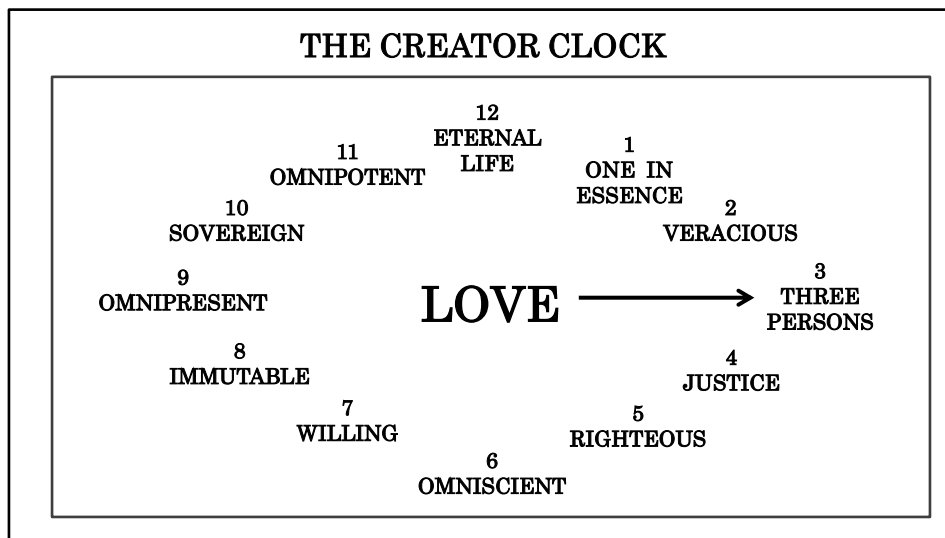 THE CREATOR CLOCK
12
ETERNAL
LIFE
1
ONE IN
ESSENCE
2
VERACIOUS
3
THREE
PERSONS
4
JUSTICE
5
RIGHTEOUS
6
OMNISCIENT
7
WILLING
8
IMMUTABLE
9
OMNIPRESENT
10
SOVEREIGN
11
OMNIPOTENT
LOVE